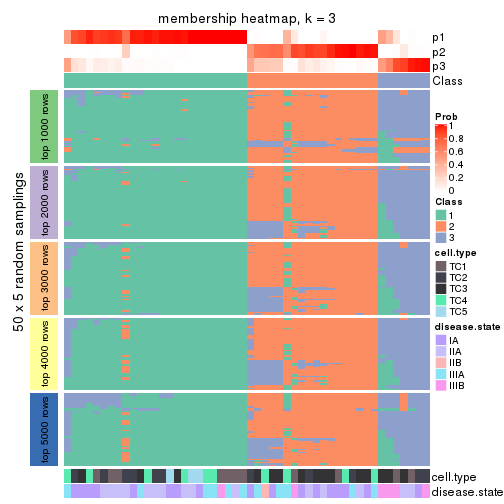 membership heatmap, k = 3
p1
p2
p3
Class
50 x 5 random samplings
top 1000 rows
top 2000 rows
top 3000 rows
top 4000 rows
top 5000 rows
cell.type
disease.state
Prob
1
0.8
0.6
0.4
0.2
0
Class
1
2
3
cell.type
TC1
TC2
TC3
TC4
TC5
disease.state
IA
IIA
IIB
IIIA
IIIB